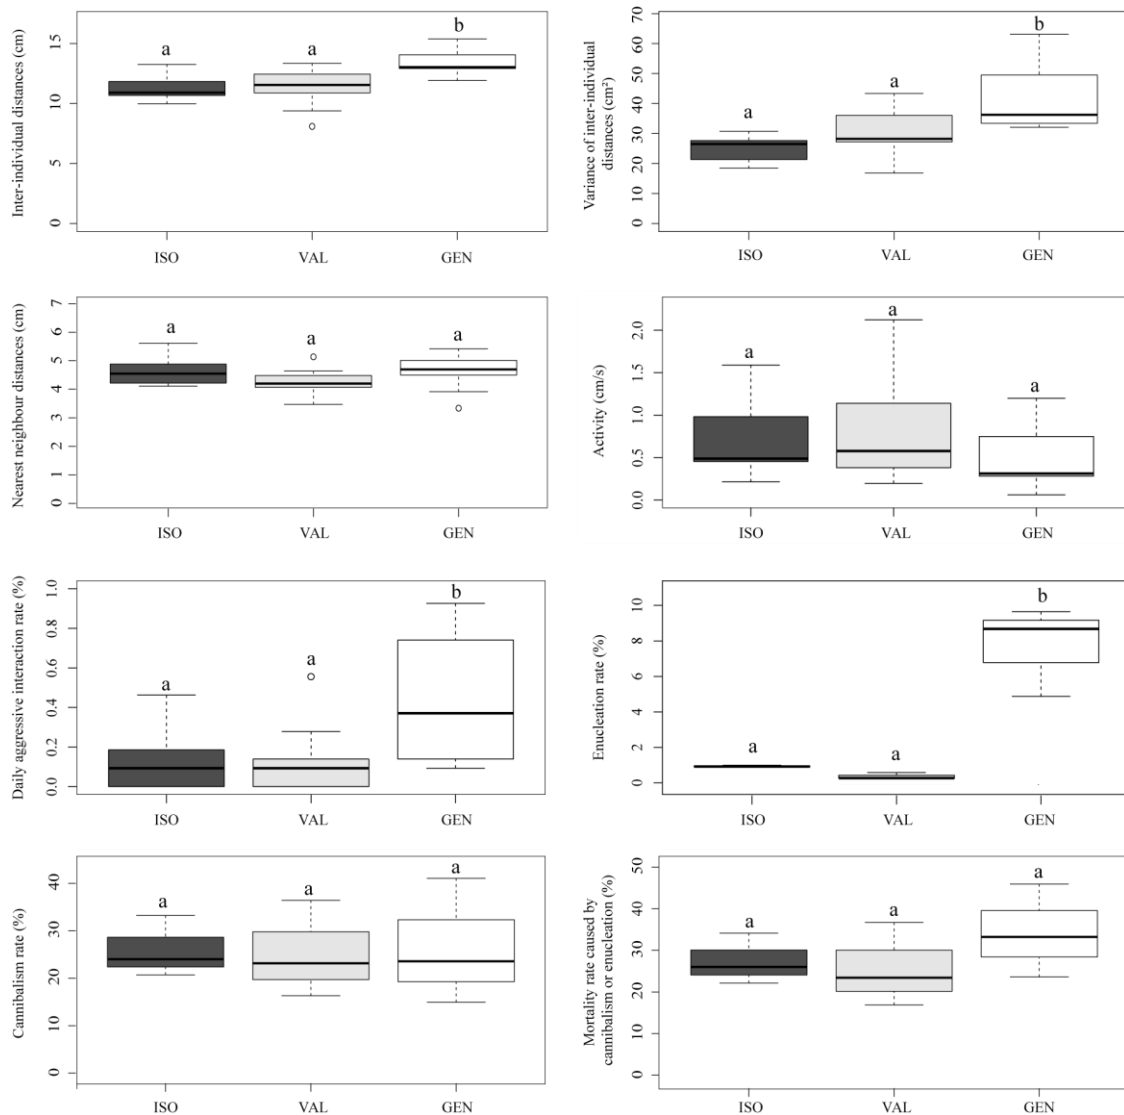 Inter-individual distances (cm)
0
5
10
15
a
a
b
ISO
VAL
GEN
Variance of inter-individual
distances (cm²)
0
10
20
30
40
50
60
70
a
a
b
ISO
VAL
GEN
Nearest neighbour distances (cm)
0
1
2
3
4
5
6
7
a
a
a
ISO
VAL
GEN
Activity (cm/s)
0.0
0.5
1.0
1.5
2.0
a
a
a
ISO
VAL
GEN
Daily aggressive interaction rate (%)
0.0
0.2
0.4
0.6
0.8
1.0
a
a
b
ISO
VAL
GEN
Enucleation rate (%)
0
2
4
6
8
10
a
a
b
ISO
VAL
GEN
Cannibalism rate (%)
0
10
20
30
40
a
a
a
ISO
VAL
GEN
Mortality rate caused by
cannibalism or enucleation (%)
0
10
20
30
40
50
a
a
a
ISO
VAL
GEN